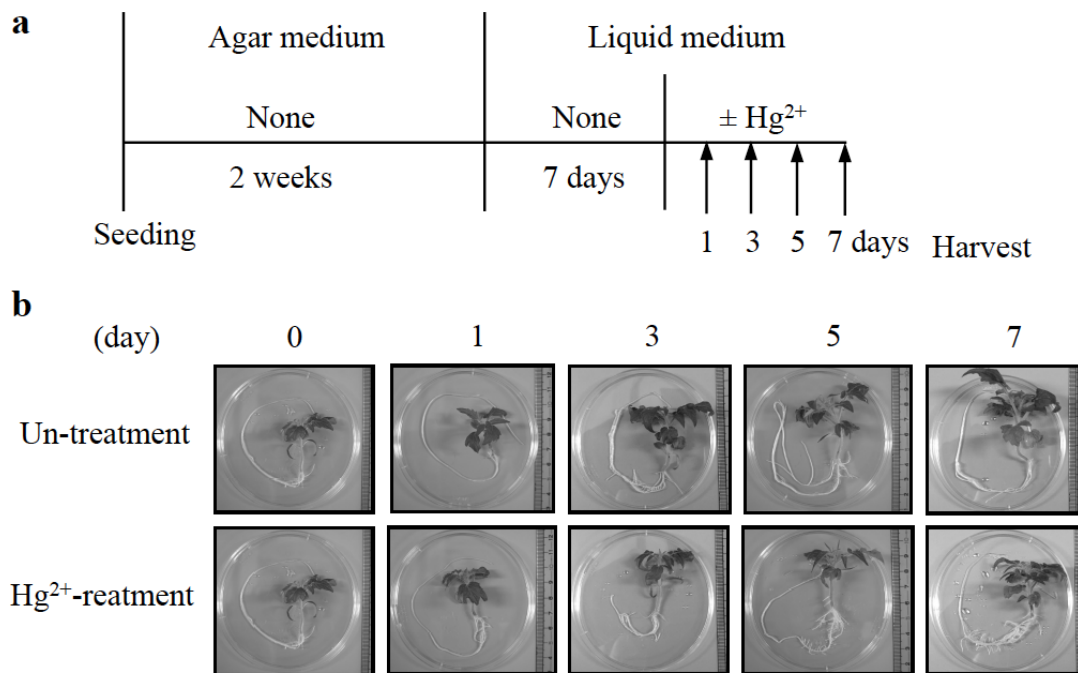 a
Agar medium Liquid medium
None None ± Hg²⁺
2 weeks 7 days
Seeding 1 3 5 7 days Harvest
b
(day) 0 1 3 5 7
Un-treatment
Hg²⁺-reatment